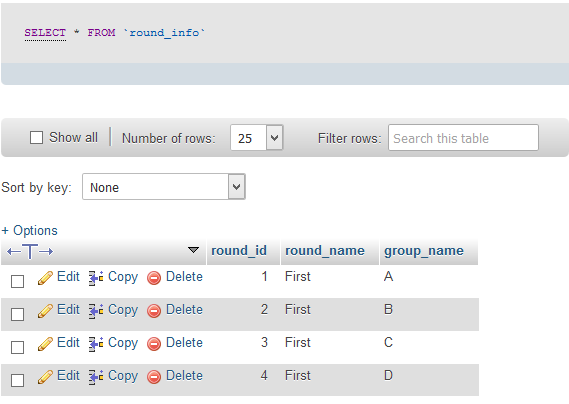 SELECT * FROM `round_info`
Show all Number of rows: 25 Filter rows: Search this table
Sort by key: None
+ Options
round_id round_name group_name
Edit Copy Delete 1 First A
Edit Copy Delete 2 First B
Edit Copy Delete 3 First C
Edit Copy Delete 4 First D